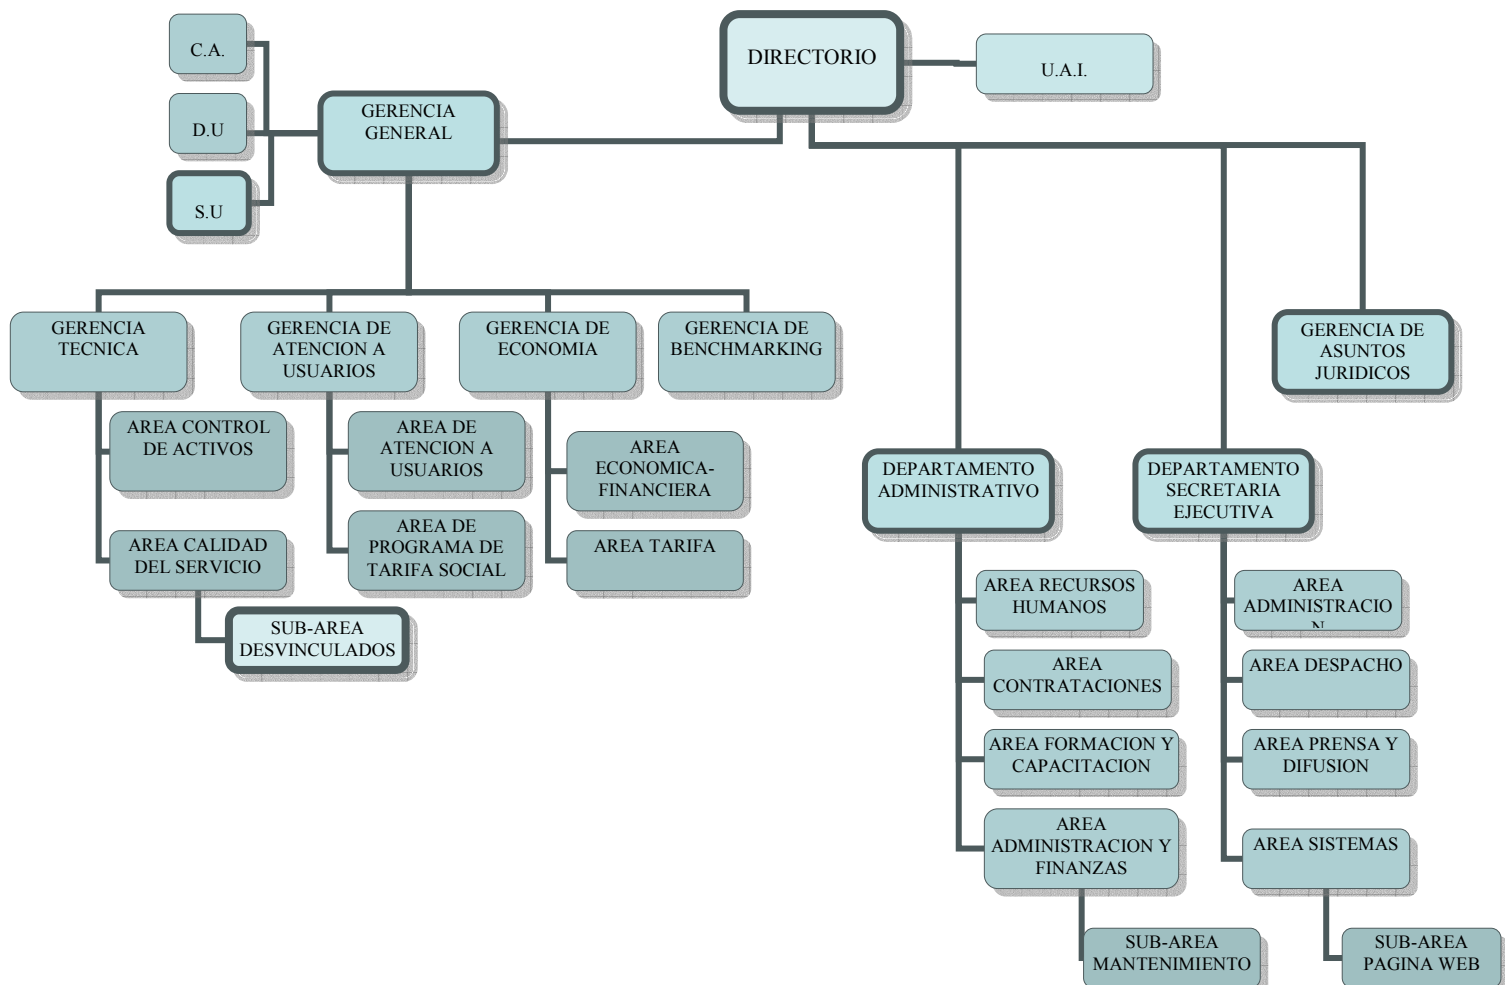 C.A.
DIRECTORIO
U.A.I.
GERENCIA
GENERAL
D.U
S.U
GERENCIA
TECNICA
GERENCIA DE
ATENCION A
USUARIOS
GERENCIA DE
ECONOMIA
GERENCIA DE
BENCHMARKING
GERENCIA DE
ASUNTOS
JURIDICOS
AREA CONTROL
DE ACTIVOS
AREA DE
ATENCION A
USUARIOS
AREA
ECONOMICA-
FINANCIERA
AREA CALIDAD
DEL SERVICIO
AREA DE
PROGRAMA DE
TARIFA SOCIAL
AREA TARIFA
SUB-AREA
DESVINCULADOS
DEPARTAMENTO
ADMINISTRATIVO
DEPARTAMENTO
SECRETARIA
EJECUTIVA
AREA RECURSOS
HUMANOS
AREA
CONTRATACIONES
AREA FORMACION Y
CAPACITACION
AREA
ADMINISTRACION Y
FINANZAS
SUB-AREA
MANTENIMIENTO
AREA
ADMINISTRACIO
N
AREA DESPACHO
AREA PRENSA Y
DIFUSION
AREA SISTEMAS
SUB-AREA
PAGINA WEB